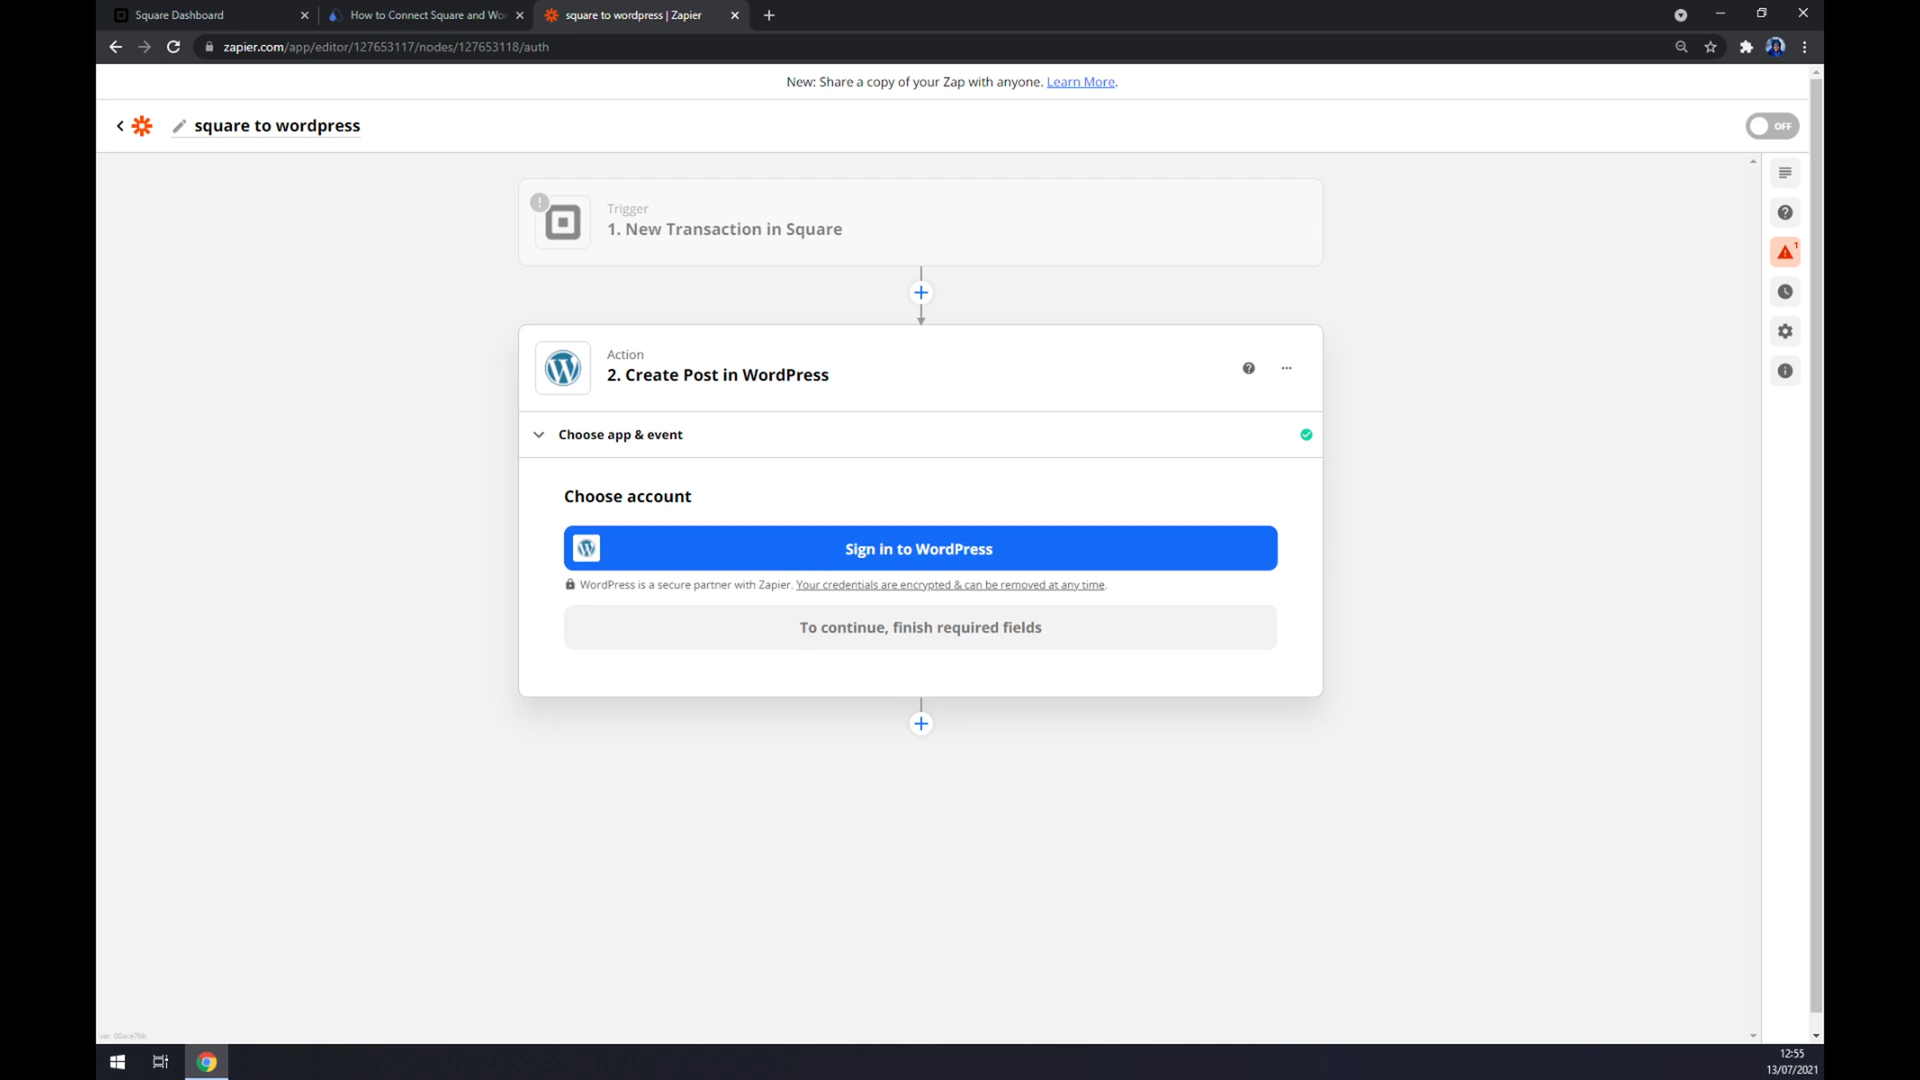 Square Dashboard
How to Connect Square and Wo
square to wordpress | Zapier
zapier.com/app/editor/127653117/nodes/127653118/auth
New: Share a copy of your Zap with anyone. Learn More.
square to wordpress
OFF
Trigger
1. New Transaction in Square
1
Action
2. Create Post in WordPress
Choose app & event
Choose account
Sign in to WordPress
WordPress is a secure partner with Zapier. Your credentials are encrypted & can be removed at any time.
To continue, finish required fields
ver. 00ace76b
12:55
13/07/2021